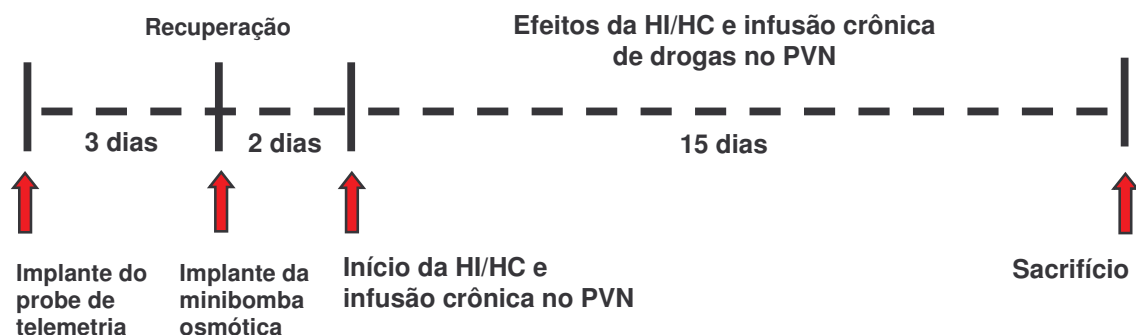 Recuperação
Efeitos da HI/HC e infusão crônica
de drogas no PVN
3 dias
2 dias
15 dias
Implante do
probe de
telemetria
Implante da
minibomba
osmótica
Início da HI/HC e
infusão crônica no PVN
Sacrifício